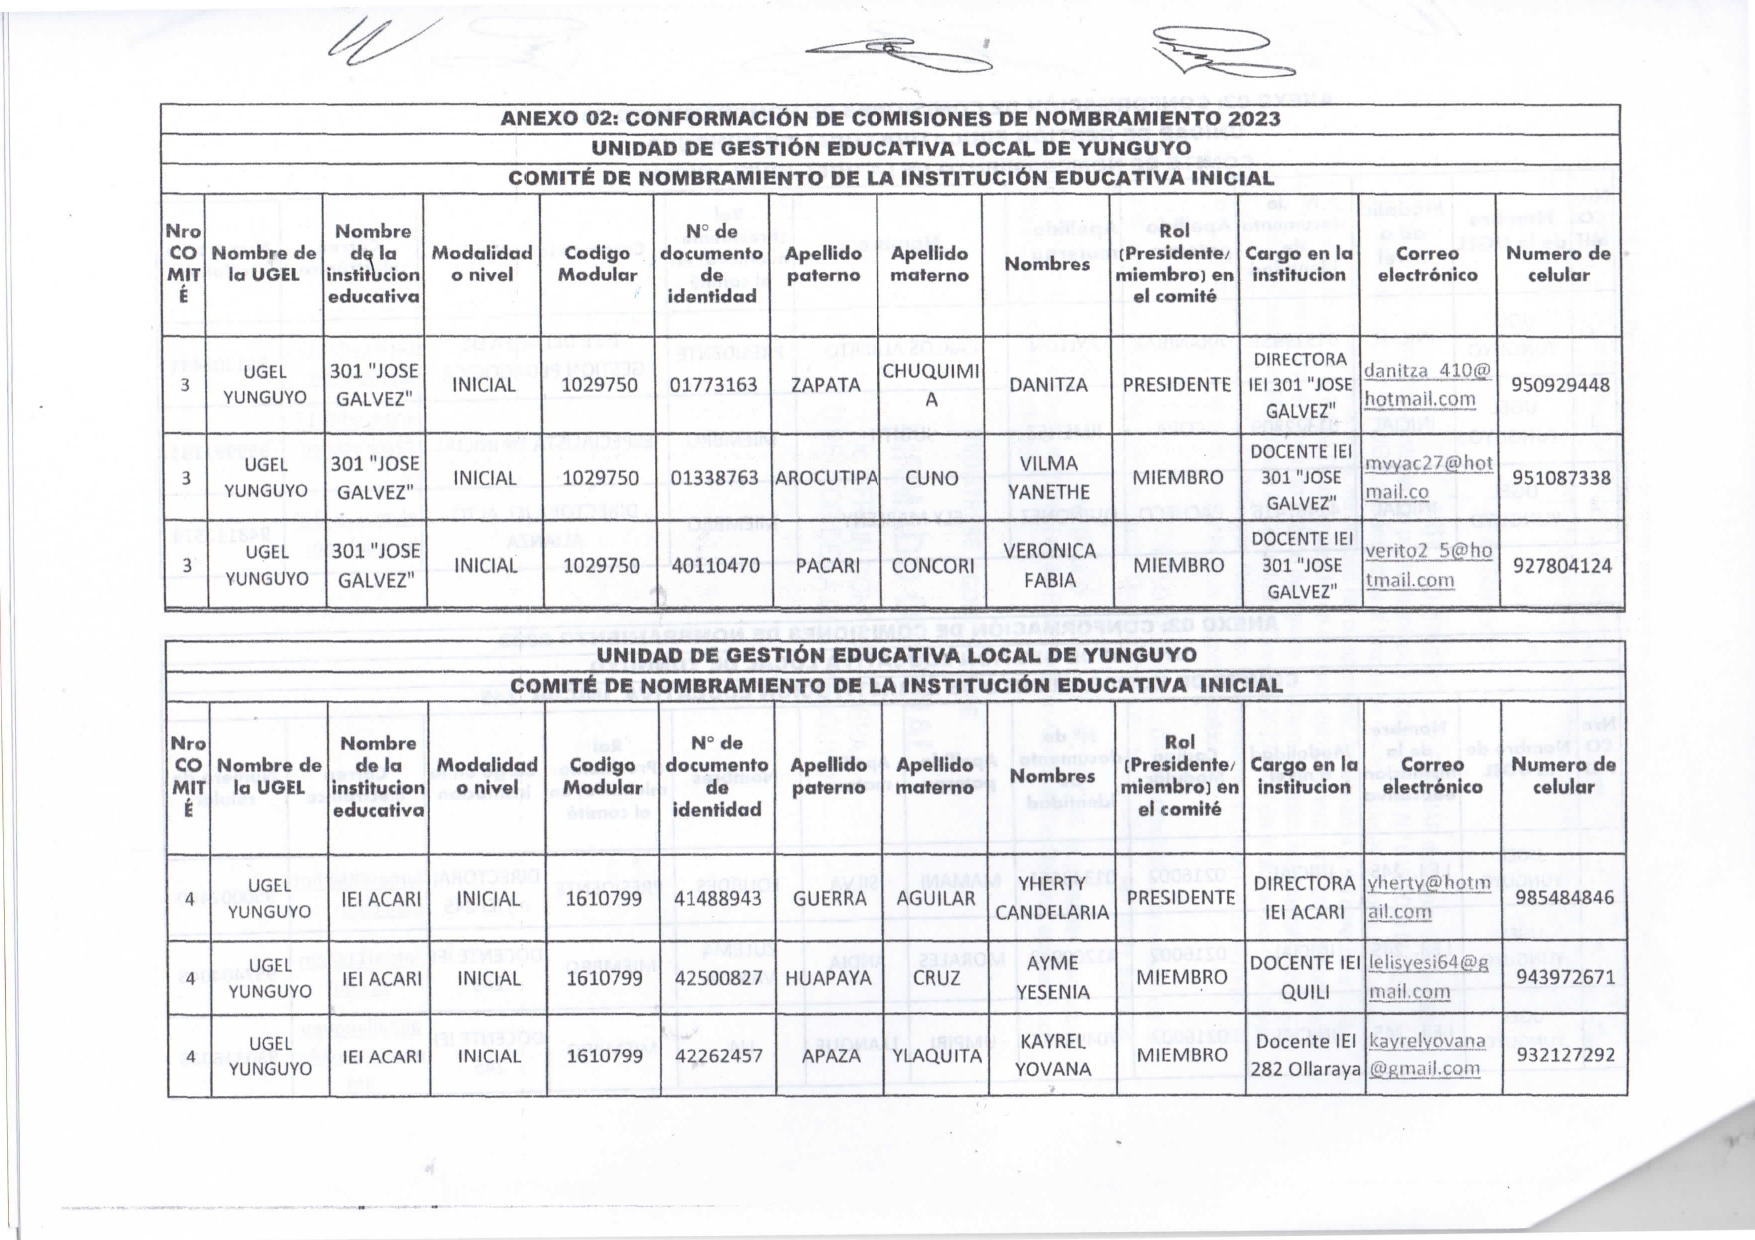 ANEXO 02: CONFORMACIÓN DE COMISIONES DE NOMBRAMIENTO 2023
UNIDAD DE GESTIÓN EDUCATIVA LOCAL DE YUNGUYO
COMITÉ DE NOMBRAMIENTO DE LA INSTITUCIÓN EDUCATIVA INICIAL
Nro COMITÉ | Nombre de la UGEL | Nombre de la institucion educativa | Modalidad o nivel | Codigo Modular | N° de documento de identidad | Apellido paterno | Apellido materno | Nombres | Rol (Presidente/ miembro) en el comité | Cargo en la institucion | Correo electrónico | Numero de celular
3 | UGEL YUNGUYO | 301 "JOSE GALVEZ" | INICIAL | 1029750 | 01773163 | ZAPATA | CHUQUIMIA | DANITZA | PRESIDENTE | DIRECTORA IEI 301 "JOSE GALVEZ" | danitza_410@hotmail.com | 950929448
3 | UGEL YUNGUYO | 301 "JOSE GALVEZ" | INICIAL | 1029750 | 01338763 | AROCUTIPA | CUNO | VILMA YANETHE | MIEMBRO | DOCENTE IEI 301 "JOSE GALVEZ" | mvyac27@hotmail.co | 951087338
3 | UGEL YUNGUYO | 301 "JOSE GALVEZ" | INICIAL | 1029750 | 40110470 | PACARI | CONCORI | VERONICA FABIA | MIEMBRO | DOCENTE IEI 301 "JOSE GALVEZ" | verito2_5@hotmail.com | 927804124
UNIDAD DE GESTIÓN EDUCATIVA LOCAL DE YUNGUYO
COMITÉ DE NOMBRAMIENTO DE LA INSTITUCIÓN EDUCATIVA INICIAL
Nro COMITÉ | Nombre de la UGEL | Nombre de la institucion educativa | Modalidad o nivel | Codigo Modular | N° de documento de identidad | Apellido paterno | Apellido materno | Nombres | Rol (Presidente/ miembro) en el comité | Cargo en la institucion | Correo electrónico | Numero de celular
4 | UGEL YUNGUYO | IEI ACARI | INICIAL | 1610799 | 41488943 | GUERRA | AGUILAR | YHERTY CANDELARIA | PRESIDENTE | DIRECTORA IEI ACARI | yherty@hotmail.com | 985484846
4 | UGEL YUNGUYO | IEI ACARI | INICIAL | 1610799 | 42500827 | HUAPAYA | CRUZ | AYME YESENIA | MIEMBRO | DOCENTE IEI QUILI | lelisyesi64@gmail.com | 943972671
4 | UGEL YUNGUYO | IEI ACARI | INICIAL | 1610799 | 42262457 | APAZA | YLAQUITA | KAYREL YOVANA | MIEMBRO | Docente IEI 282 Ollaraya | kayrelyovana@gmail.com | 932127292